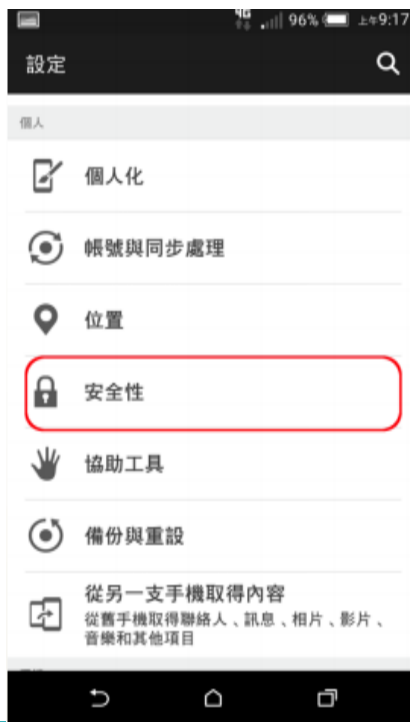 4G 96% 上午9:17
設定
個人
個人化
帳號與同步處理
位置
安全性
協助工具
備份與重設
從另一支手機取得內容
從舊手機取得聯絡人、訊息、相片、影片、
音樂和其他項目